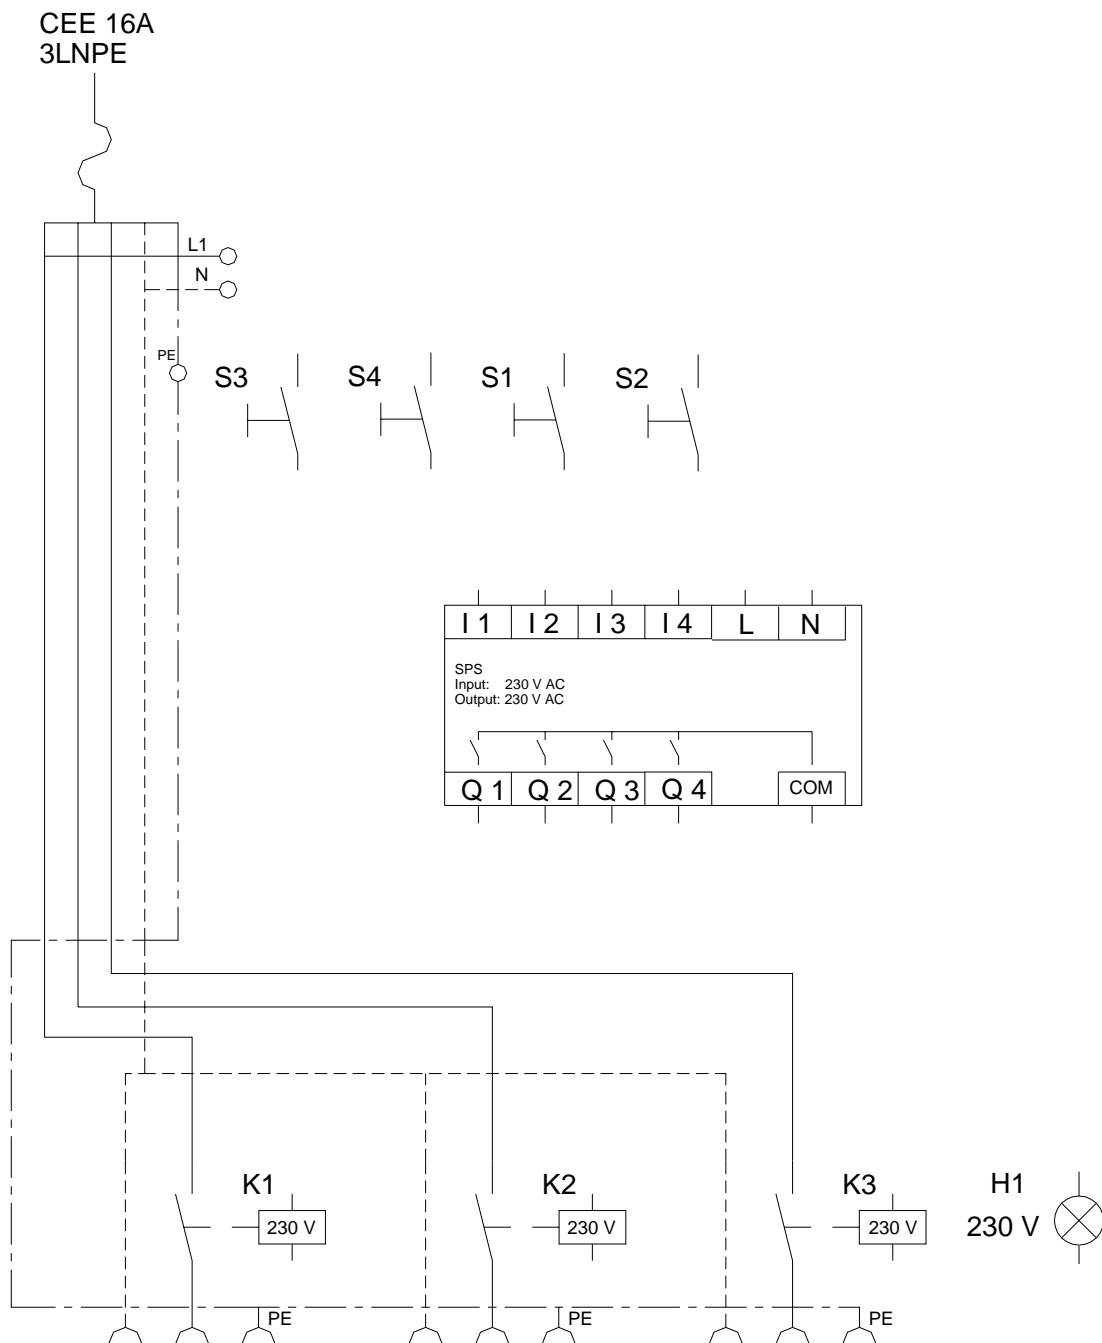 CEE 16A
3LNPE
L1
N
PE
S3
S4
S1
S2
I 1
I 2
I 3
I 4
L
N
SPS
Input: 230 V AC
Output: 230 V AC
Q 1
Q 2
Q 3
Q 4
COM
K1
K2
K3
H1
230 V
230 V
230 V
230 V
PE
PE
PE